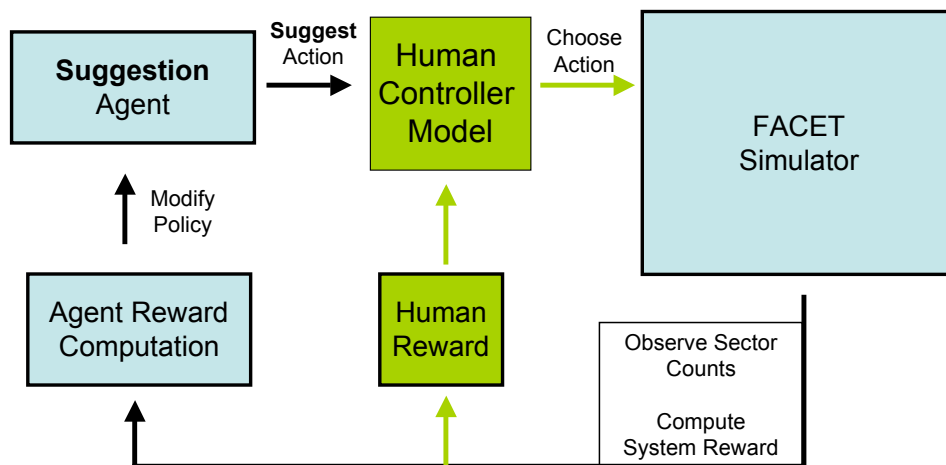 Suggestion
Agent
Suggest
Action
Human
Controller
Model
Choose
Action
FACET
Simulator
Modify
Policy
Agent Reward
Computation
Human
Reward
Observe Sector
Counts
Compute
System Reward